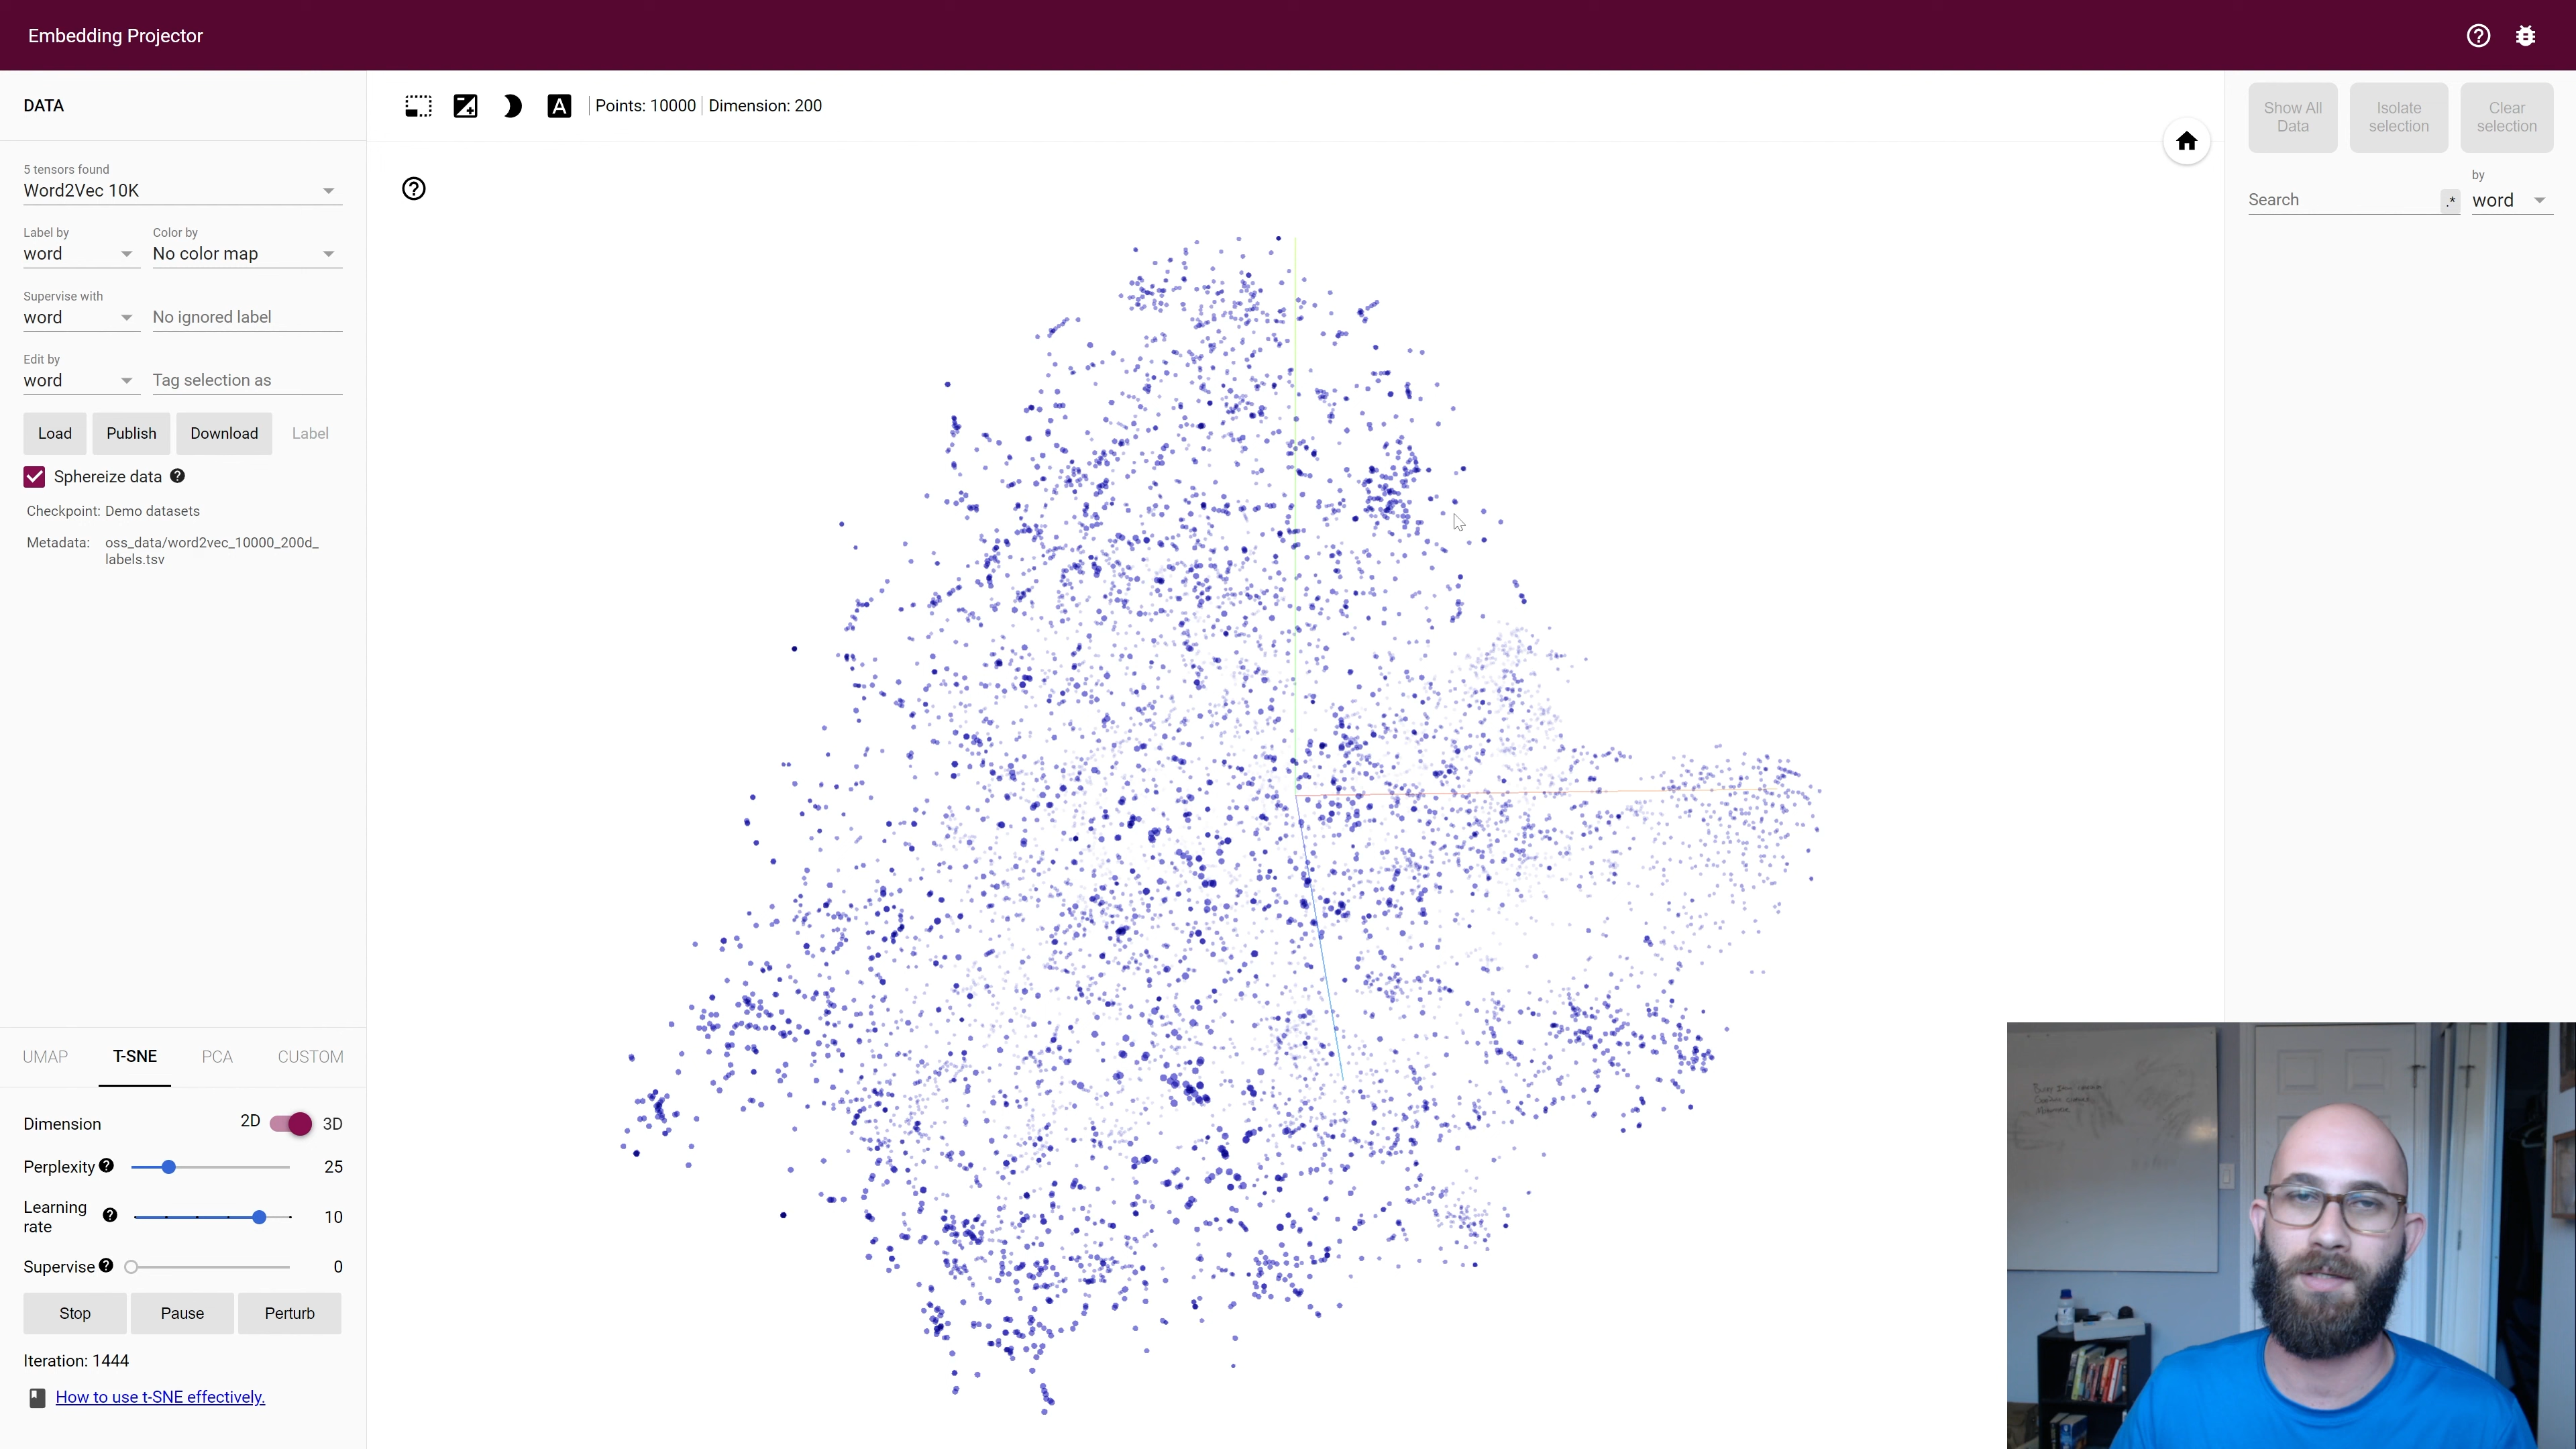 Embedding Projector
DATA
Points: 10000
Dimension: 200
Show All
Data
Isolate
selection
Clear
selection
5 tensors found
Word2Vec 10K
Label by
word
Color by
No color map
Supervise with
word
No ignored label
Edit by
word
Tag selection as
Load
Publish
Download
Label
Sphereize data
Checkpoint: Demo datasets
Metadata: oss_data/word2vec_10000_200d_
labels.tsv
by
Search
.*
word
UMAP
T-SNE
PCA
CUSTOM
Dimension
2D
3D
Perplexity
25
Learning
rate
10
Supervise
0
Stop
Pause
Perturb
Iteration: 1444
How to use t-SNE effectively.